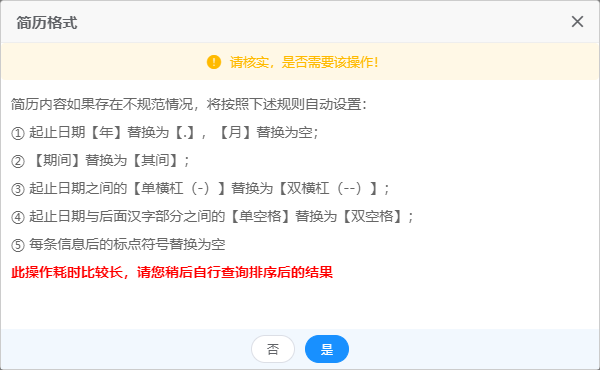 简历格式
请核实，是否需要该操作！
简历内容如果存在不规范情况，将按照下述规则自动设置：
① 起止日期【年】替换为【.】，【月】替换为空；
② 【期间】替换为【其间】；
③ 起止日期之间的【单横杠（-）】替换为【双横杠（--）】；
④ 起止日期与后面汉字部分之间的【单空格】替换为【双空格】；
⑤ 每条信息后的标点符号替换为空
此操作耗时比较长，请您稍后自行查询排序后的结果
否
是